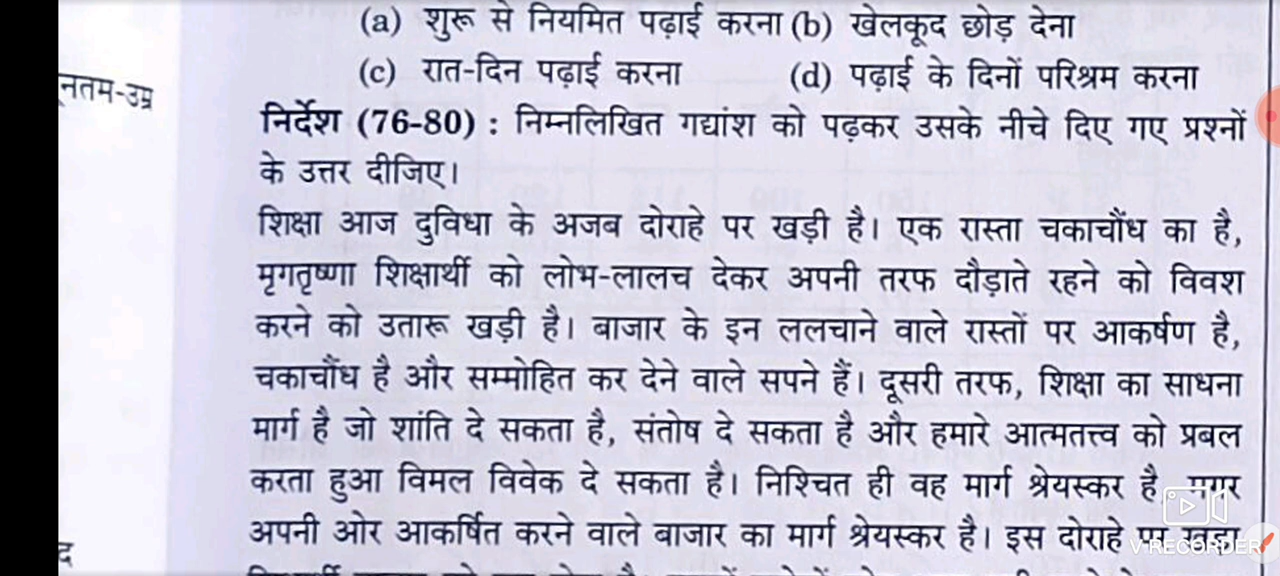 (a) शुरू से नियमित पढ़ाई करना (b) खेलकूद छोड़ देना
(c) रात-दिन पढ़ाई करना (d) पढ़ाई के दिनों परिश्रम करना
नतम-उम्र
निर्देश (76-80) : निम्नलिखित गद्यांश को पढ़कर उसके नीचे दिए गए प्रश्नों
के उत्तर दीजिए।
शिक्षा आज दुविधा के अजब दोराहे पर खड़ी है। एक रास्ता चकाचौंध का है,
मृगतृष्णा शिक्षार्थी को लोभ-लालच देकर अपनी तरफ दौड़ाते रहने को विवश
करने को उतारू खड़ी है। बाजार के इन ललचाने वाले रास्तों पर आकर्षण है,
चकाचौंध है और सम्मोहित कर देने वाले सपने हैं। दूसरी तरफ, शिक्षा का साधना
मार्ग है जो शांति दे सकता है, संतोष दे सकता है और हमारे आत्मतत्त्व को प्रबल
करता हुआ विमल विवेक दे सकता है। निश्चित ही वह मार्ग श्रेयस्कर है मगर
अपनी ओर आकर्षित करने वाले बाजार का मार्ग श्रेयस्कर है। इस दोराहे पर खड़ा
द
V-RECORDER